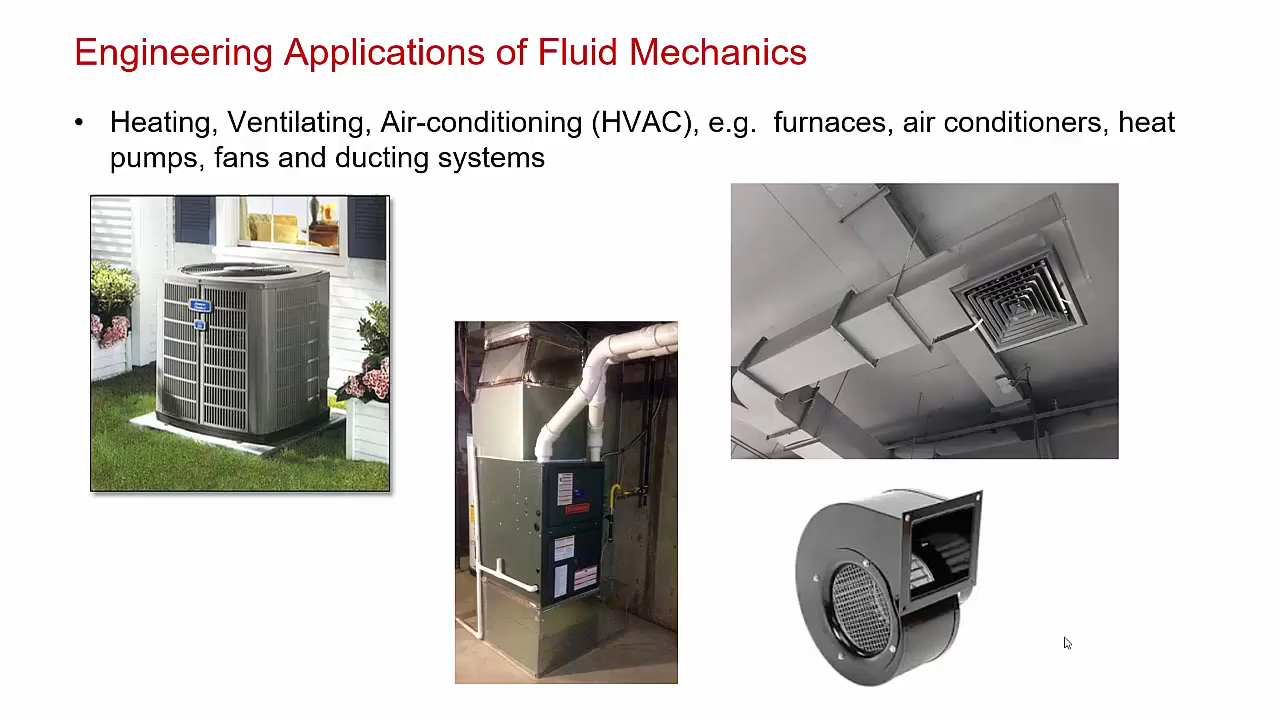 Engineering Applications of Fluid Mechanics
• Heating, Ventilating, Air-conditioning (HVAC), e.g.  furnaces, air conditioners, heat
pumps, fans and ducting systems